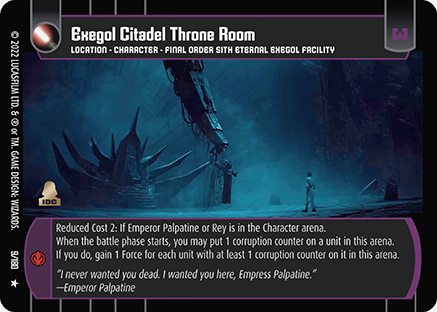 Exegol Citadel Throne Room
LOCATION - CHARACTER - FINAL ORDER SITH ETERNAL EXEGOL FACILITY
IDC
Reduced Cost 2: If Emperor Palpatine or Rey is in the Character arena.
When the battle phase starts, you may put 1 corruption counter on a unit in this arena.
If you do, gain 1 Force for each unit with at least 1 corruption counter on it in this arena.
"I never wanted you dead. I wanted you here, Empress Palpatine."
—Emperor Palpatine
© 2022 LUCASFILM LTD. & ® OR TM. GAME DESIGN: WIZARDS.